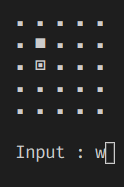 ▪ ▪ ▪ ▪ ▪
▪ ■ ▪ ▪ ▪
▪ ▣ ▪ ▪ ▪
▪ ▪ ▪ ▪ ▪
▪ ▪ ▪ ▪ ▪
Input : w